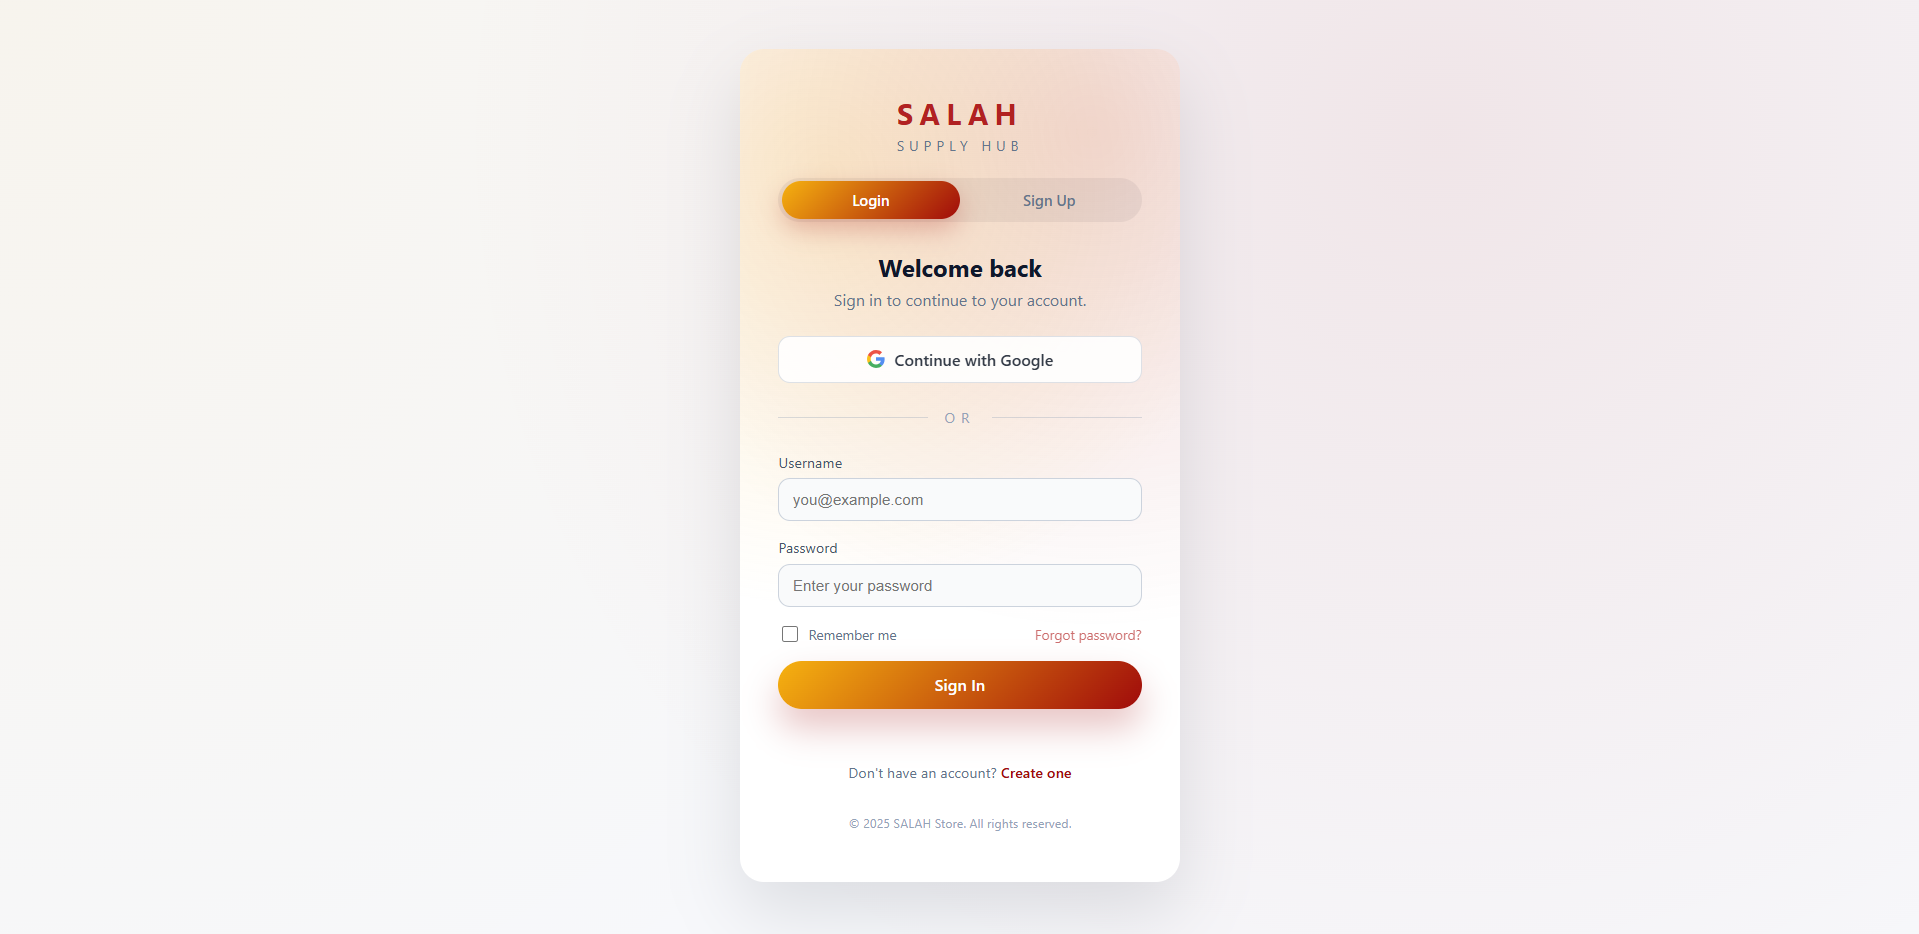 SALAH
SUPPLY HUB
Login
Sign Up
Welcome back
Sign in to continue to your account.
Continue with Google
OR
Username
you@example.com
Password
Enter your password
Remember me
Forgot password?
Sign In
Don't have an account? Create one
© 2025 SALAH Store. All rights reserved.